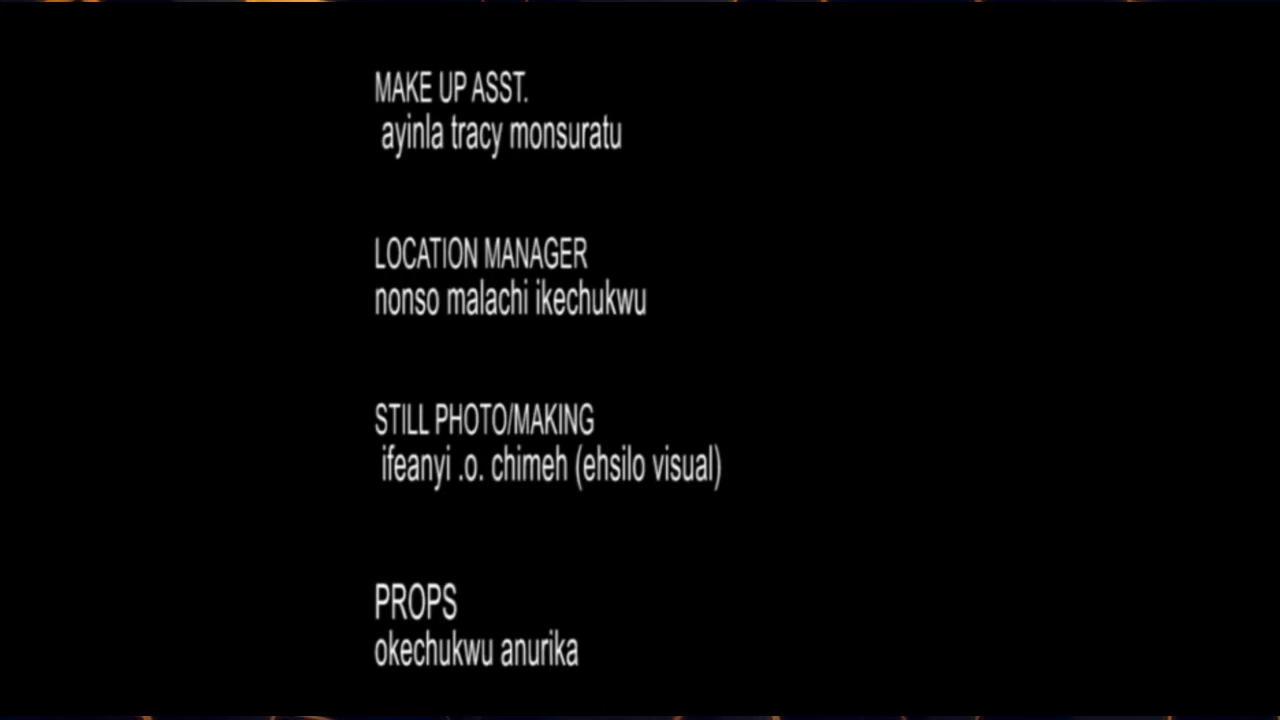 MAKE UP ASST.
ayinla tracy monsuratu
LOCATION MANAGER
nonso malachi ikechukwu
STILL PHOTO/MAKING
ifeanyi .o. chimeh (ehsilo visual)
PROPS
okechukwu anurika